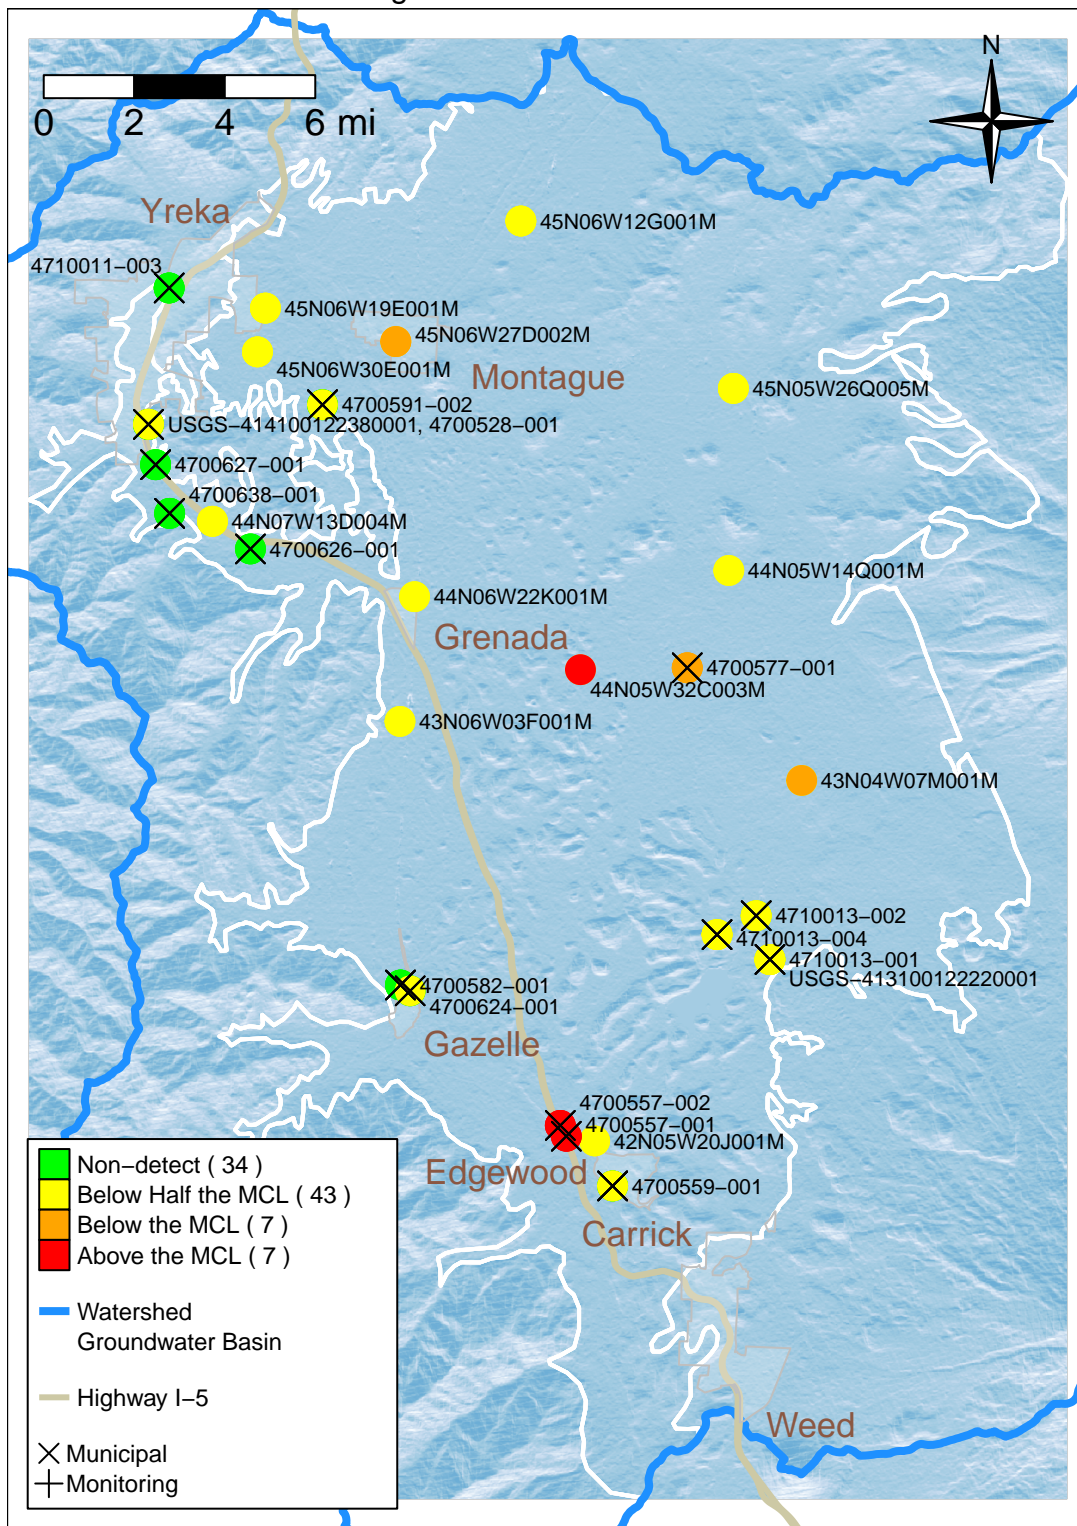 N
0 2 4 6 mi
Yreka
45N06W12G001M
4710011−003
45N06W19E001M
45N06W27D002M
45N06W30E001M
Montague
45N05W26Q005M
4700591−002
USGS−414100122380001, 4700528−001
4700627−001
4700638−001
44N07W13D004M
4700626−001
44N05W14Q001M
44N06W22K001M
Grenada
4700577−001
44N05W32C003M
43N06W03F001M
43N04W07M001M
4710013−002
4710013−004
4710013−001
USGS−413100122220001
4700582−001
4700624−001
Gazelle
4700557−002
4700557−001
42N05W20J001M
Edgewood
4700559−001
Carrick
Weed
Non−detect ( 34 )
Below Half the MCL ( 43 )
Below the MCL ( 7 )
Above the MCL ( 7 )
Watershed
Groundwater Basin
Highway I−5
Municipal
Monitoring